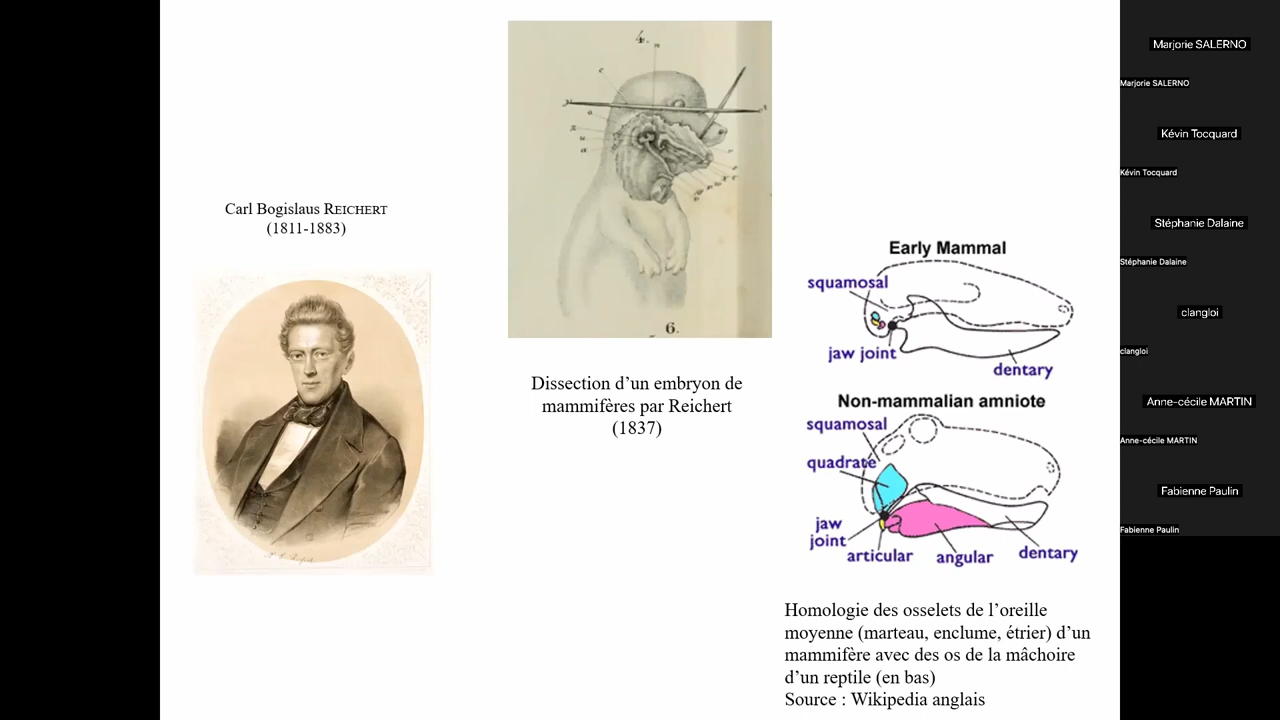 Carl Bogislaus REICHERT
(1811-1883)
4.
6.
Dissection d’un embryon de
mammifères par Reichert
(1837)
Early Mammal
squamosal
jaw joint
dentary
Non-mammalian amniote
squamosal
quadrate
jaw
joint
articular
angular
dentary
Homologie des osselets de l’oreille
moyenne (marteau, enclume, étrier) d’un
mammifère avec des os de la mâchoire
d’un reptile (en bas)
Source : Wikipedia anglais
Marjorie SALERNO
Marjorie SALERNO
Kévin Tocquard
Kévin Tocquard
Stéphanie Dalaine
Stéphanie Dalaine
clangloi
clangloi
Anne-cécile MARTIN
Anne-cécile MARTIN
Fabienne Paulin
Fabienne Paulin